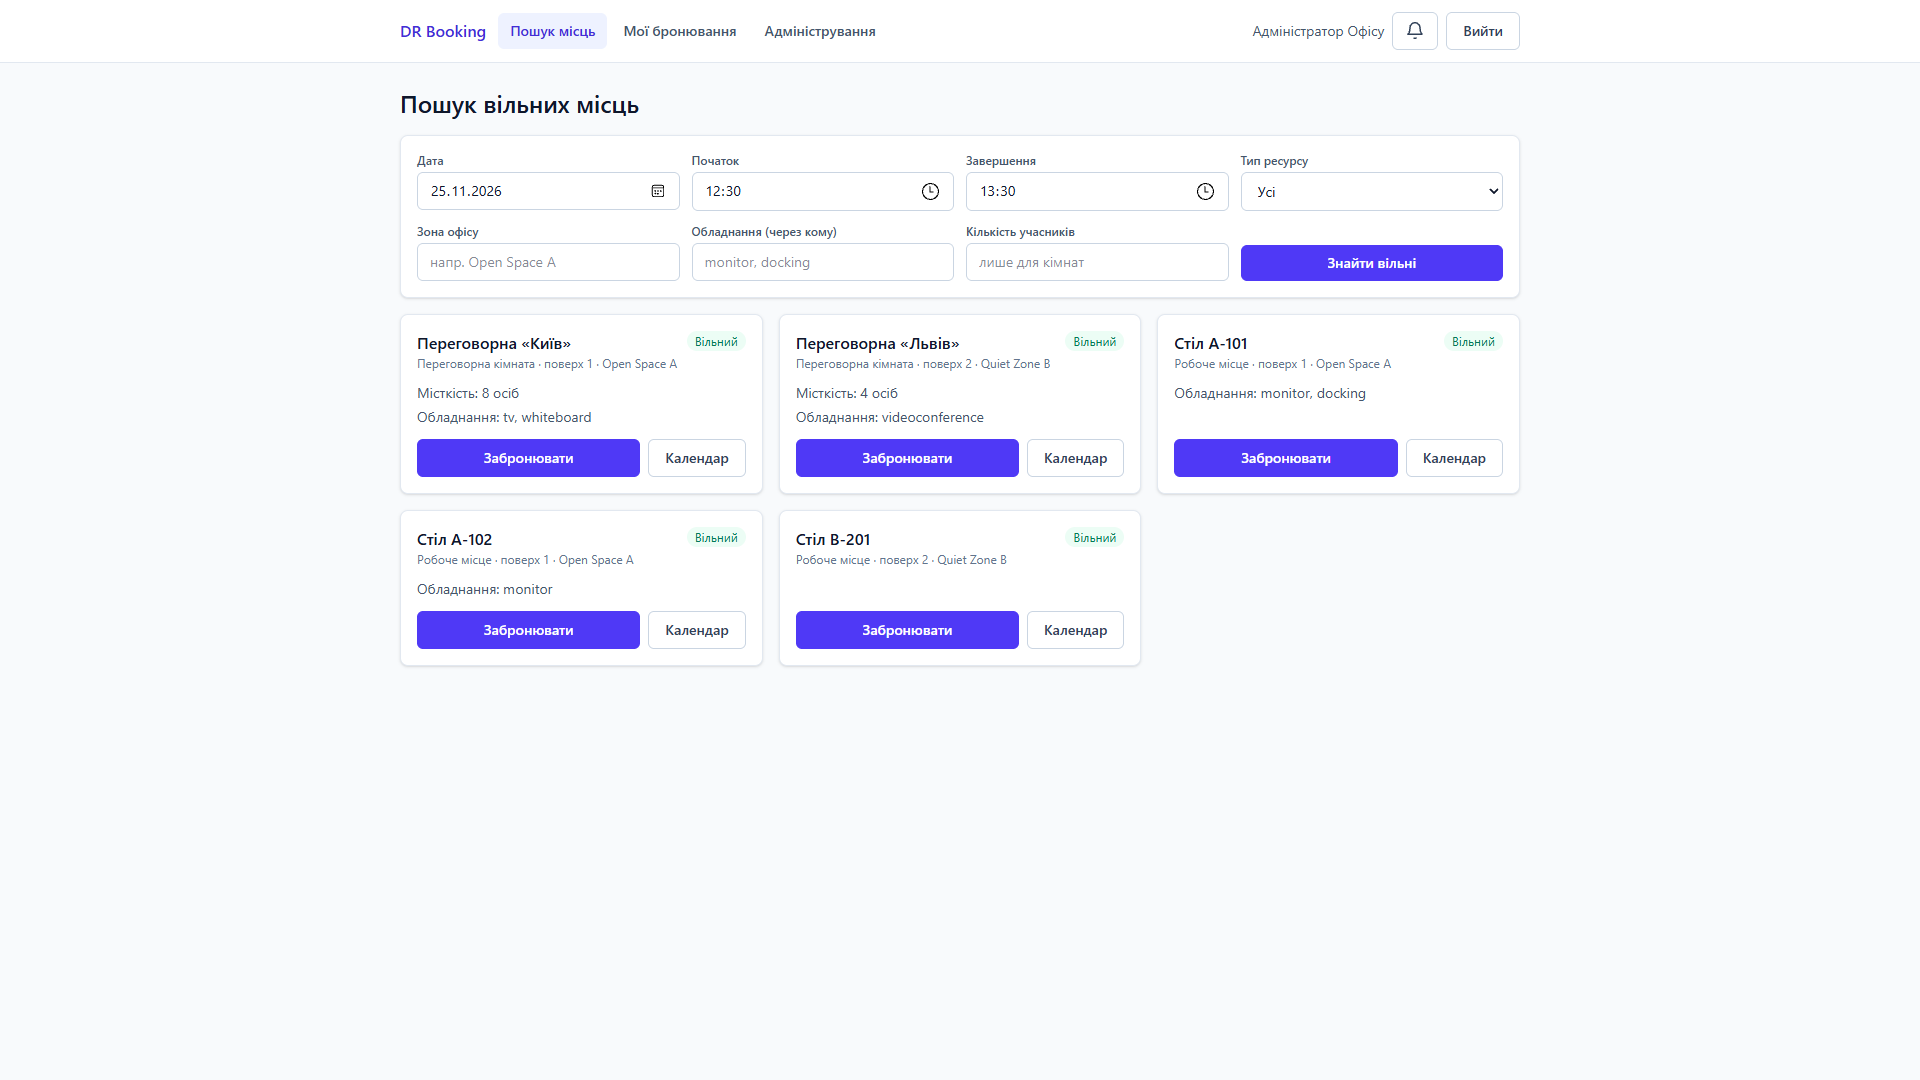 DR Booking Пошук місць Мої бронювання Адміністрування Адміністратор Офісу Вийти
Пошук вільних місць
Дата Початок Завершення Тип ресурсу
25.11.2026 12:30 13:30 Усі
Зона офісу Обладнання (через кому) Кількість учасників
напр. Open Space A monitor, docking лише для кімнат Знайти вільні
Переговорна «Київ» Вільний
Переговорна кімната · поверх 1 · Open Space A
Місткість: 8 осіб
Обладнання: tv, whiteboard
Забронювати Календар
Переговорна «Львів» Вільний
Переговорна кімната · поверх 2 · Quiet Zone B
Місткість: 4 осіб
Обладнання: videoconference
Забронювати Календар
Стіл A-101 Вільний
Робоче місце · поверх 1 · Open Space A
Обладнання: monitor, docking
Забронювати Календар
Стіл A-102 Вільний
Робоче місце · поверх 1 · Open Space A
Обладнання: monitor
Забронювати Календар
Стіл B-201 Вільний
Робоче місце · поверх 2 · Quiet Zone B
Забронювати Календар